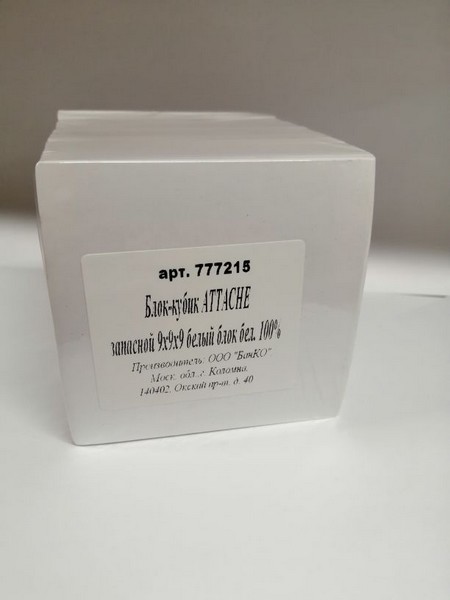 арт. 777215
Блок-кубик ATTACHE
запасной 9х9х9 белый блок бел. 100%
Производитель: ООО "БинКО"
Моск. обл., г. Коломна,
140402, Окский пр-т, д. 40